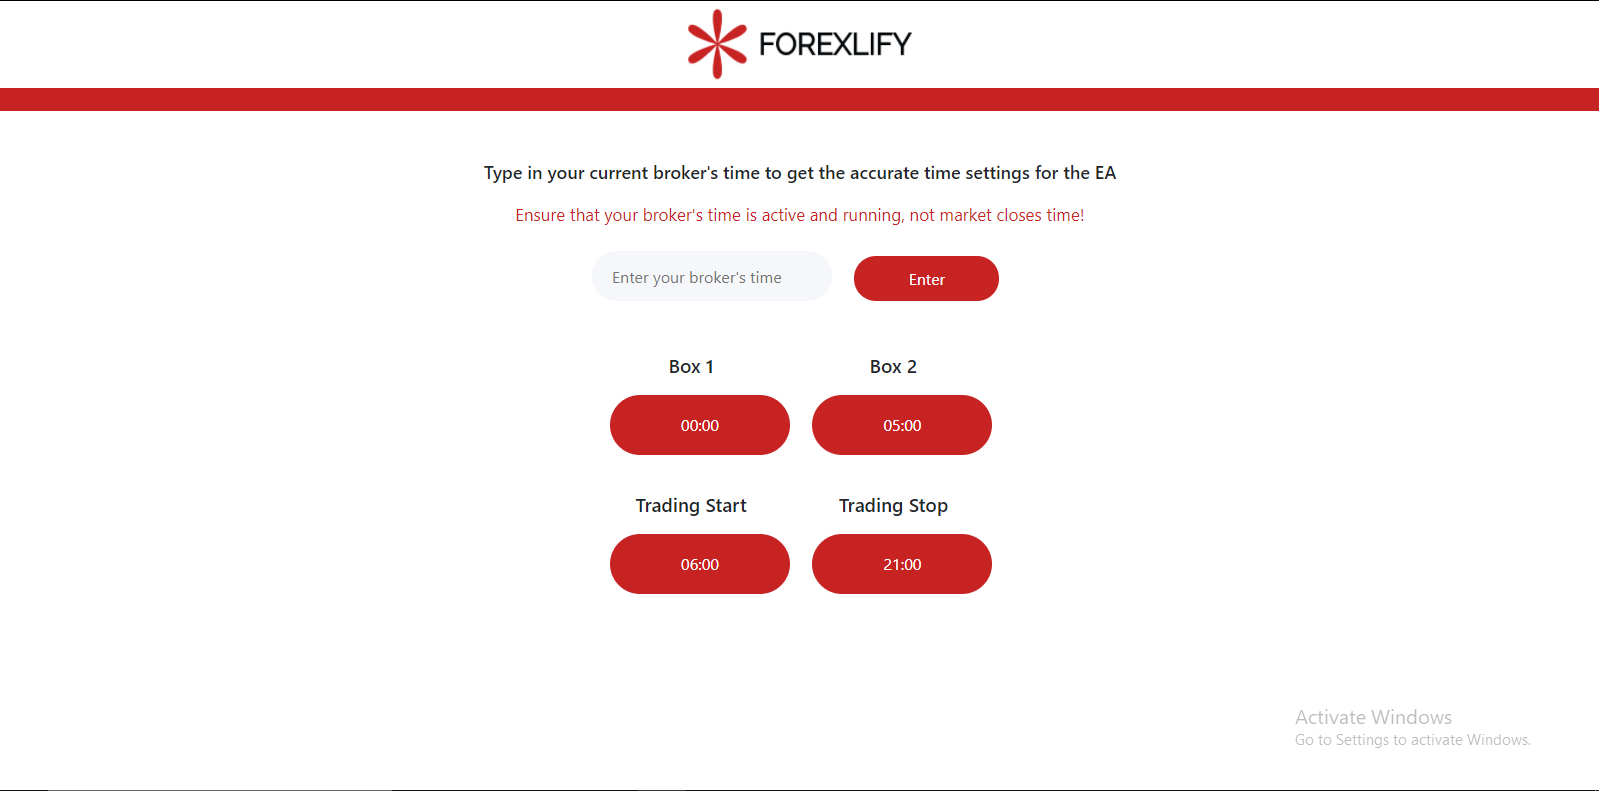 FOREXLIFY
Type in your current broker's time to get the accurate time settings for the EA
Ensure that your broker's time is active and running, not market closes time!
Enter your broker's time
Enter
Box 1
Box 2
00:00
05:00
Trading Start
Trading Stop
06:00
21:00
Activate Windows
Go to Settings to activate Windows.